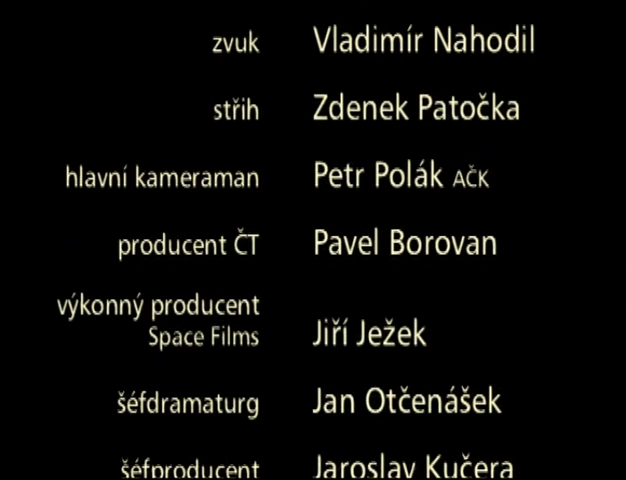 zvuk Vladimír Nahodil
střih Zdenek Patočka
hlavní kameraman Petr Polák AČK
producent ČT Pavel Borovan
výkonný producent
Space Films Jiří Ježek
šéfdramaturg Jan Otčenášek
šéfproducent Jaroslav Kučera